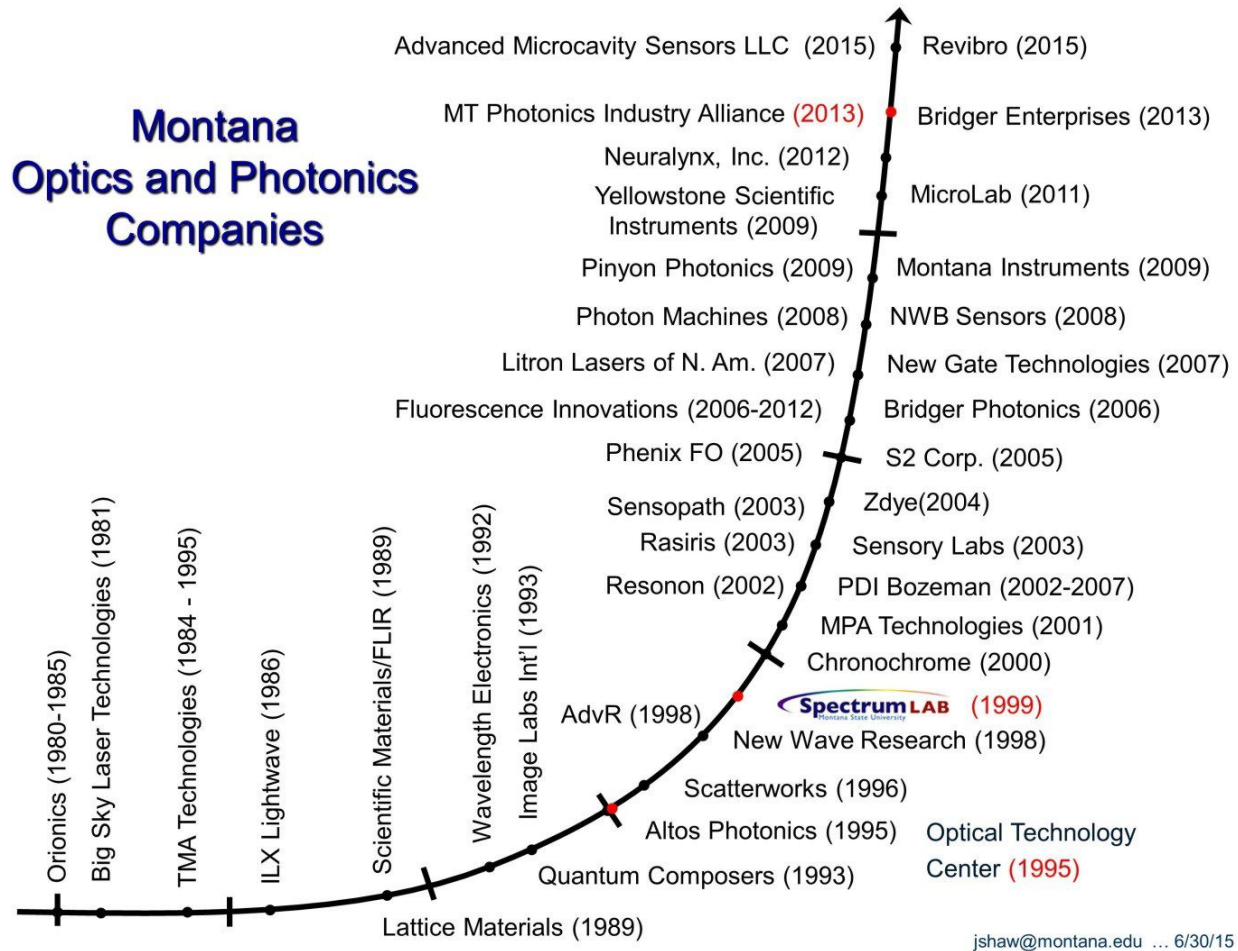 Montana
Optics and Photonics
Companies
Advanced Microcavity Sensors LLC (2015)
Revibro (2015)
MT Photonics Industry Alliance (2013)
Bridger Enterprises (2013)
Neuralynx, Inc. (2012)
Yellowstone Scientific
Instruments (2009)
MicroLab (2011)
Pinyon Photonics (2009)
Montana Instruments (2009)
Photon Machines (2008)
NWB Sensors (2008)
Litron Lasers of N. Am. (2007)
New Gate Technologies (2007)
Fluorescence Innovations (2006-2012)
Bridger Photonics (2006)
Phenix FO (2005)
S2 Corp. (2005)
Sensopath (2003)
Zdye(2004)
Rasiris (2003)
Sensory Labs (2003)
Resonon (2002)
PDI Bozeman (2002-2007)
MPA Technologies (2001)
Chronochrome (2000)
Spectrum LAB (1999)
Montana State University
AdvR (1998)
New Wave Research (1998)
Scatterworks (1996)
Altos Photonics (1995)
Optical Technology
Center (1995)
Quantum Composers (1993)
Lattice Materials (1989)
Orionics (1980-1985)
Big Sky Laser Technologies (1981)
TMA Technologies (1984 - 1995)
ILX Lightwave (1986)
Scientific Materials/FLIR (1989)
Wavelength Electronics (1992)
Image Labs Int'l (1993)
jshaw@montana.edu ... 6/30/15